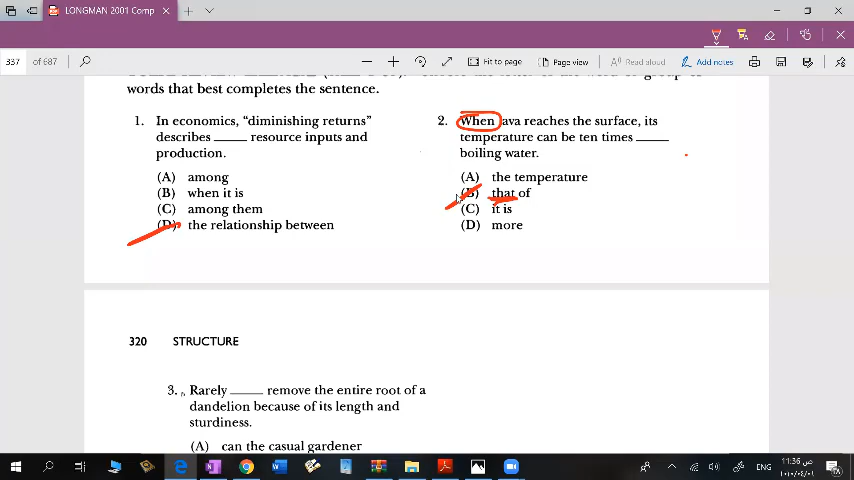 LONGMAN 2001 Comp
337 of 687
Fit to page
Page view
Read aloud
Add notes
words that best completes the sentence.
1. In economics, “diminishing returns”
describes _____ resource inputs and
production.
(A) among
(B) when it is
(C) among them
(D) the relationship between
2. When lava reaches the surface, its
temperature can be ten times _____
boiling water.
(A) the temperature
(B) that of
(C) it is
(D) more
320 STRUCTURE
3. Rarely _____ remove the entire root of a
dandelion because of its length and
sturdiness.
(A) can the casual gardener
ENG
11:36 ص